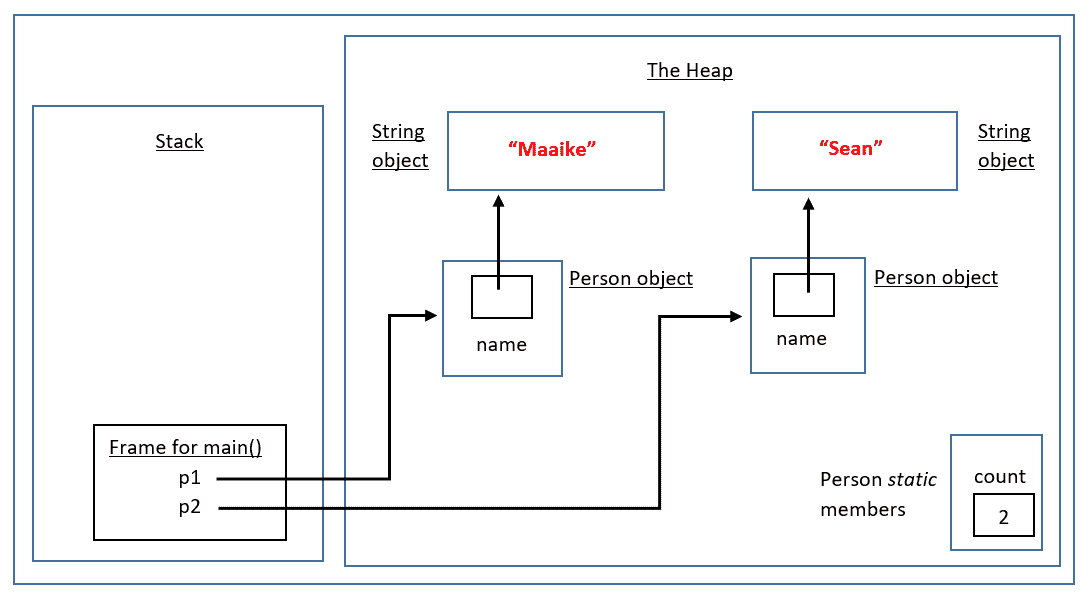 The Heap
Stack
String
object
“Maaike”
“Sean”
String
object
Person object
name
Person object
name
Frame for main()
p1
p2
Person static
members
count
2